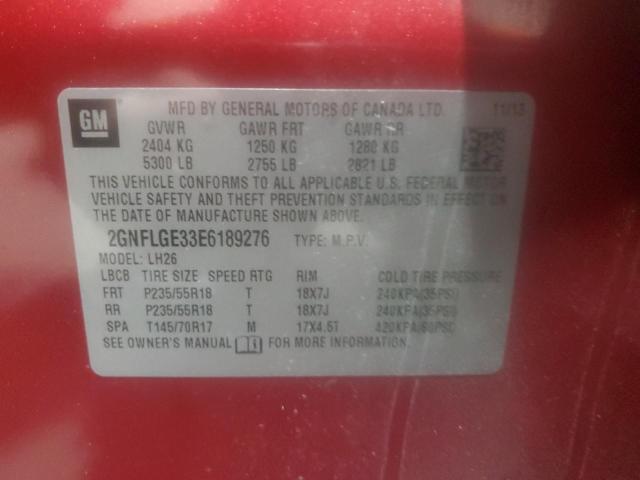 GM
MFD BY GENERAL MOTORS OF CANADA LTD. 11/13
GVWR GAWR FRT GAWR RR
2404 KG 1250 KG 1280 KG
5300 LB 2755 LB 2821 LB
THIS VEHICLE CONFORMS TO ALL APPLICABLE U.S. FEDERAL MOTOR
VEHICLE SAFETY AND THEFT PREVENTION STANDARDS IN EFFECT ON
THE DATE OF MANUFACTURE SHOWN ABOVE.
2GNFLGE33E6189276 TYPE: M.P.V.
MODEL: LH26
LBCB TIRE SIZE SPEED RTG RIM COLD TIRE PRESSURE
FRT P235/55R18 T 18X7J 240KPA(35PSI)
RR P235/55R18 T 18X7J 240KPA(35PSI)
SPA T145/70R17 M 17X4.5T 420KPA(60PSI)
SEE OWNER'S MANUAL FOR MORE INFORMATION.